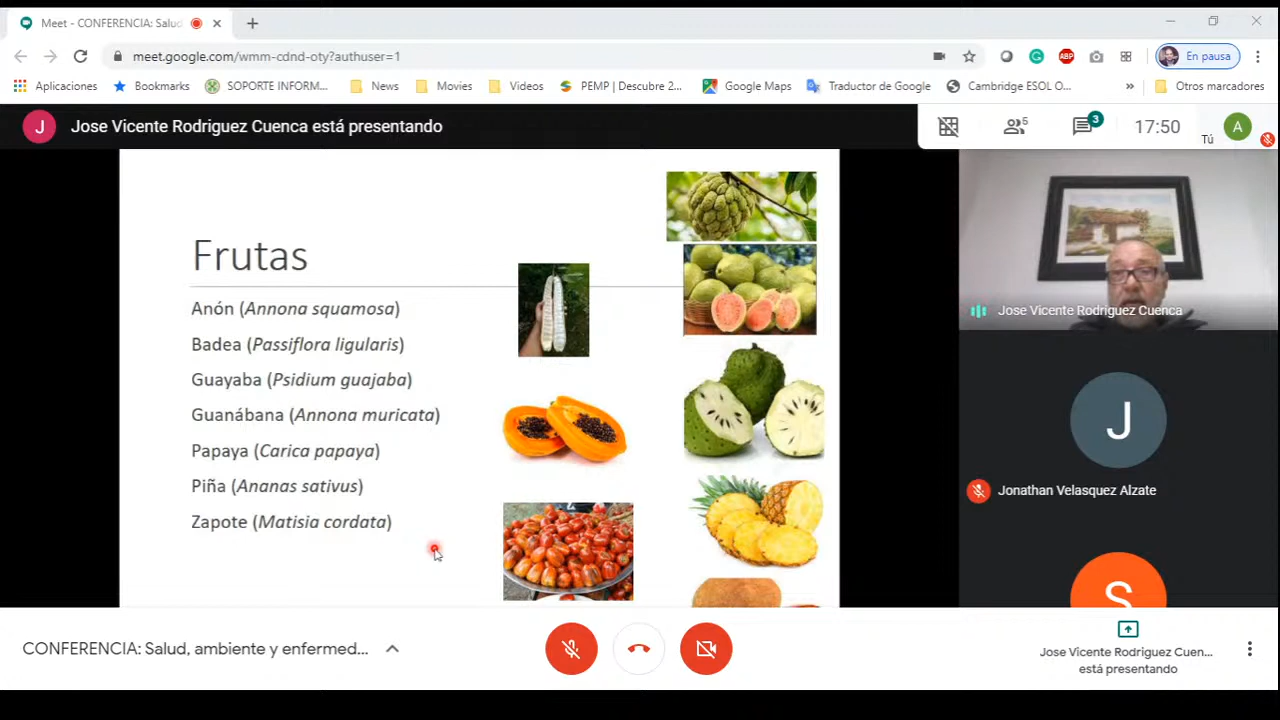 Meet - CONFERENCIA: Salud
meet.google.com/wmm-cdnd-oty?authuser=1
ABP
En pausa
Aplicaciones
Bookmarks
SOPORTE INFORM...
News
Movies
Videos
PEMP | Descubre 2...
Google Maps
Traductor de Google
Cambridge ESOL O...
»
Otros marcadores
J
Jose Vicente Rodriguez Cuenca está presentando
5
3
17:50
Tú
A
Frutas
Anón (Annona squamosa)
Badea (Passiflora ligularis)
Guayaba (Psidium guajaba)
Guanábana (Annona muricata)
Papaya (Carica papaya)
Piña (Ananas sativus)
Zapote (Matisia cordata)
Jose Vicente Rodriguez Cuenca
J
Jonathan Velasquez Alzate
S
CONFERENCIA: Salud, ambiente y enfermed...
Jose Vicente Rodriguez Cuen...
está presentando